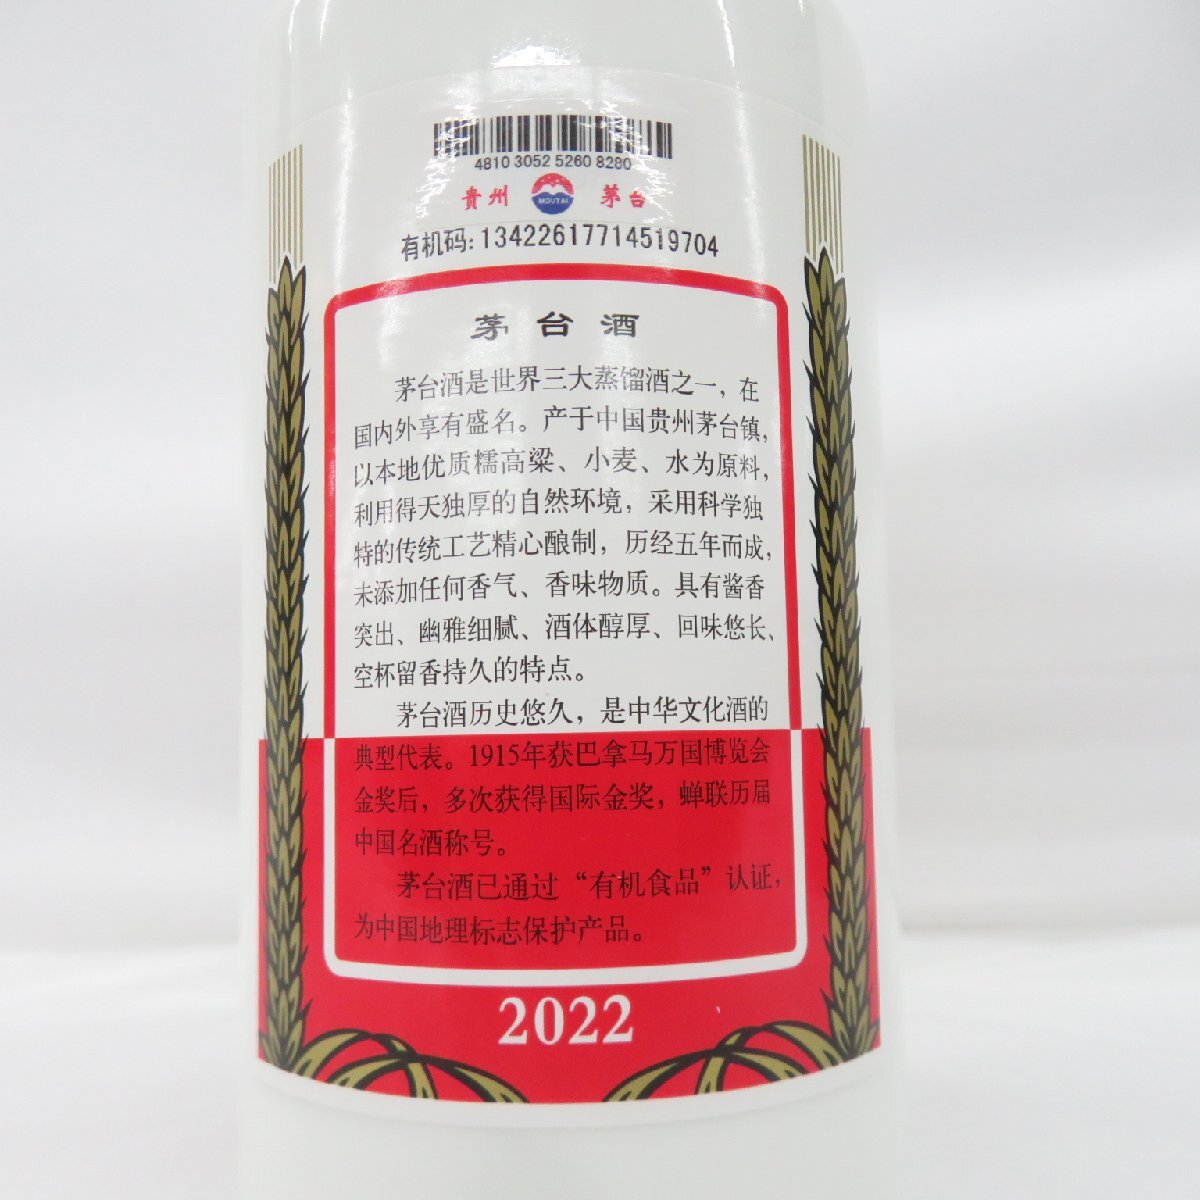 4810 3052 5260 8280
贵州 MOUTAI 茅台
有机码:134226177145​19704
茅台酒
茅台酒是世界三大蒸馏酒之一，在
国内外享有盛名。产于中国贵州茅台镇，
以本地优质糯高粱、小麦、水为原料，
利用得天独厚的自然环境，采用科学独
特的传统工艺精心酿制，历经五年而成，
未添加任何香气、香味物质。具有酱香
突出、幽雅细腻、酒体醇厚、回味悠长、
空杯留香持久的特点。
茅台酒历史悠久，是中华文化酒的
典型代表。1915年获巴拿马万国博览会
金奖后，多次获得国际金奖，蝉联历届
中国名酒称号。
茅台酒已通过“有机食品”认证，
为中国地理标志保护产品。
2022